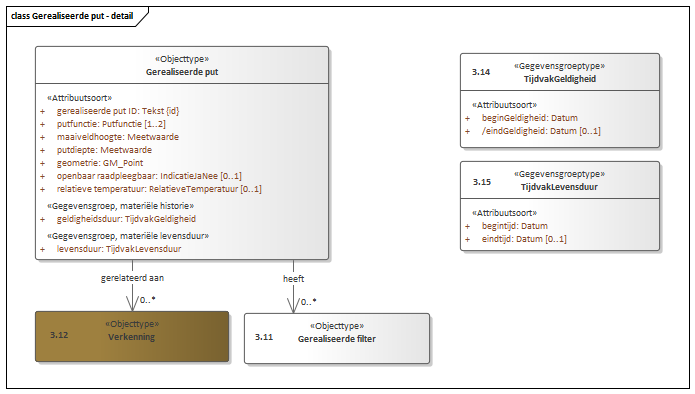 class Gerealiseerde put - detail
«Objecttype»
Gerealiseerde put
«Attribuutsoort»
+ gerealiseerde put ID: Tekst {id}
+ putfunctie: Putfunctie [1..2]
+ maaiveldhoogte: Meetwaarde
+ putdiepte: Meetwaarde
+ geometrie: GM_Point
+ openbaar raadpleegbaar: IndicatieJaNee [0..1]
+ relatieve temperatuur: RelatieveTemperatuur [0..1]
«Gegevensgroep, materiële historie»
+ geldigheidsduur: TijdvakGeldigheid
«Gegevensgroep, materiële levensduur»
+ levensduur: TijdvakLevensduur
3.14
«Gegevensgroeptype»
TijdvakGeldigheid
«Attribuutsoort»
+ beginGeldigheid: Datum
+ /eindGeldigheid: Datum [0..1]
3.15
«Gegevensgroeptype»
TijdvakLevensduur
«Attribuutsoort»
+ begintijd: Datum
+ eindtijd: Datum [0..1]
gerelateerd aan
0..*
heeft
0..*
3.12
«Objecttype»
Verkenning
3.11
«Objecttype»
Gerealiseerde filter